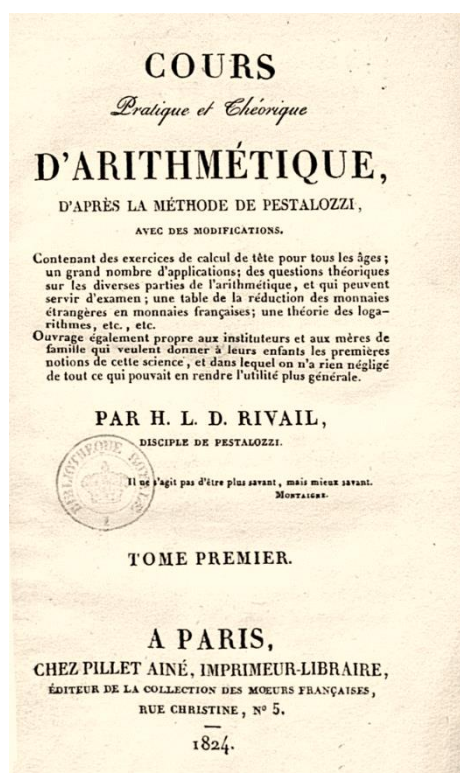 COURS
Pratique et Théorique
D'ARITHMÉTIQUE,
D'APRÈS LA MÉTHODE DE PESTALOZZI,
AVEC DES MODIFICATIONS.
Contenant des exercices de calcul de tête pour tous les âges;
un grand nombre d'applications; des questions théoriques
sur les diverses parties de l'arithmétique, et qui peuvent
servir d'examen; une table de la réduction des monnaies
étrangères en monnaies françaises; une théorie des loga-
rithmes, etc., etc.
Ouvrage également propre aux instituteurs et aux mères de
famille qui veulent donner à leurs enfants les premières
notions de cette science, et dans lequel on n'a rien négligé
de tout ce qui pouvait en rendre l'utilité plus générale.
PAR H. L. D. RIVAIL,
DISCIPLE DE PESTALOZZI.
BIBLIOTHEQUE ROYALE
Il ne s'agit pas d'être plus savant, mais mieux savant.
MONTAIGNE.
TOME PREMIER.
A PARIS,
CHEZ PILLET AINÉ, IMPRIMEUR-LIBRAIRE,
ÉDITEUR DE LA COLLECTION DES MŒURS FRANÇAISES,
RUE CHRISTINE, N° 5.
1824.